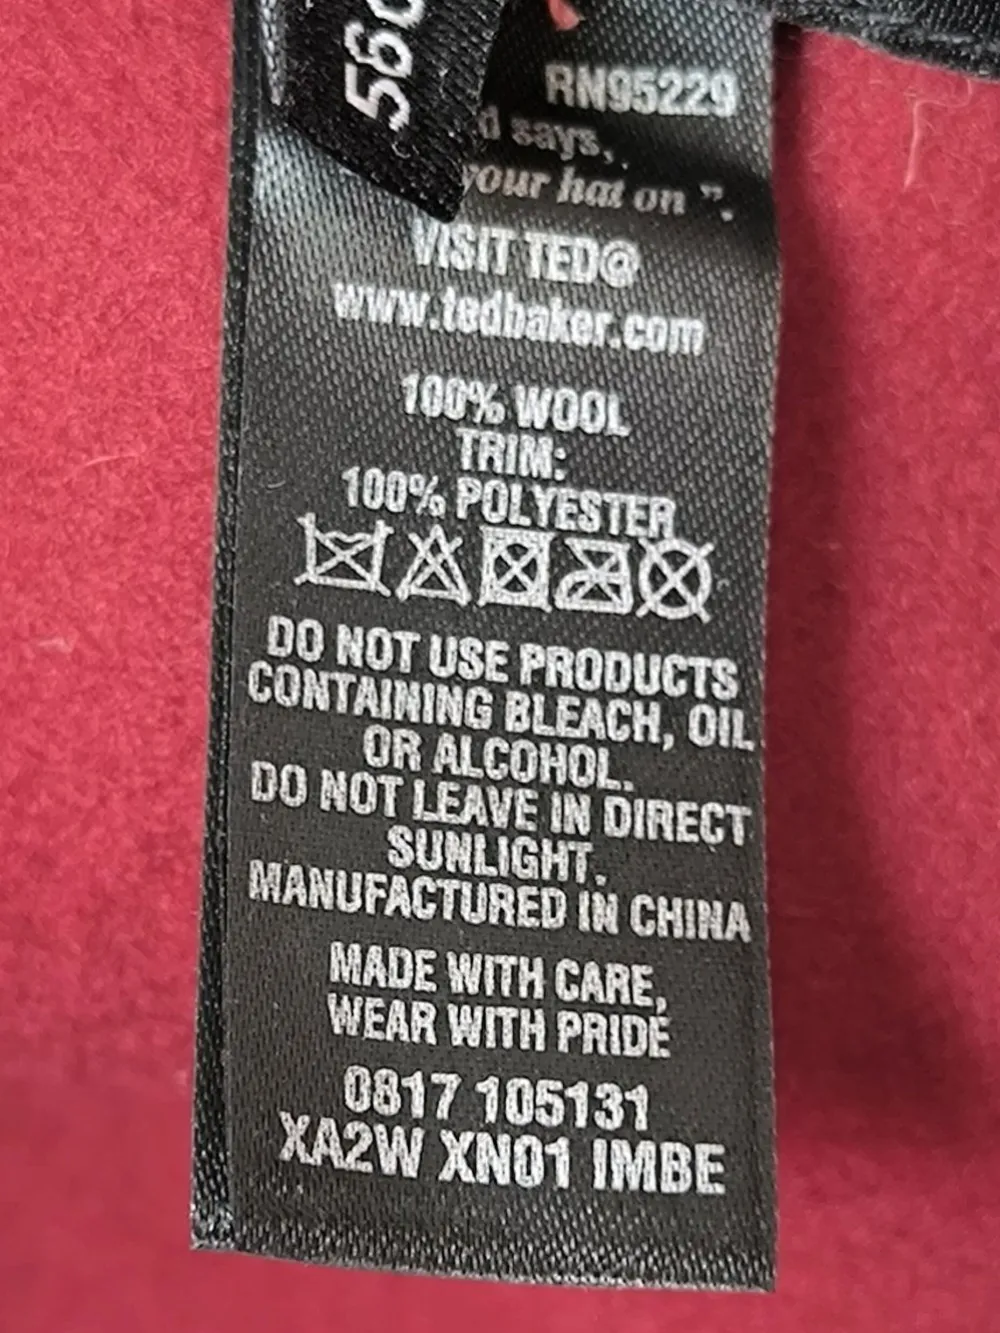 56c
RN95229
d says,
your hat on ”.
VISIT TED@
www.tedbaker.com
100% WOOL
TRIM:
100% POLYESTER
DO NOT USE PRODUCTS
CONTAINING BLEACH, OIL
OR ALCOHOL.
DO NOT LEAVE IN DIRECT
SUNLIGHT.
MANUFACTURED IN CHINA
MADE WITH CARE,
WEAR WITH PRIDE
0817 105131
XA2W XN01 IMBE